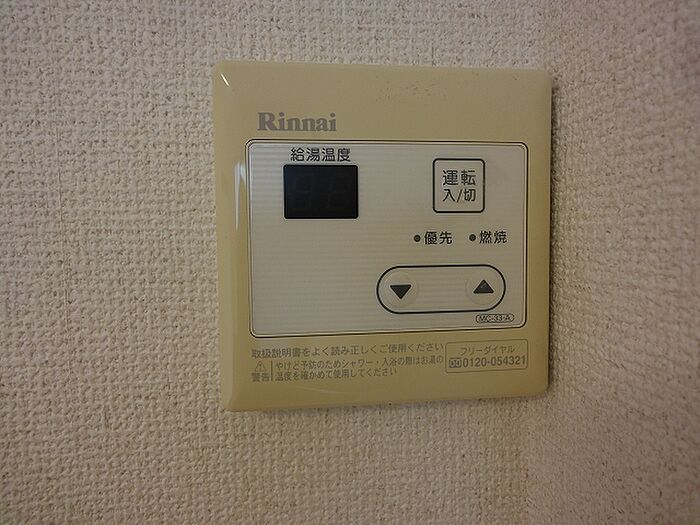 Rinnai
給湯温度
運転
入/切
優先
燃焼
MC-33-A
取扱説明書をよく読み正しくご使用ください
警告
やけど予防のためシャワー・入浴の際はお湯の
温度を確かめて使用してください
フリーダイヤル
0120-054321